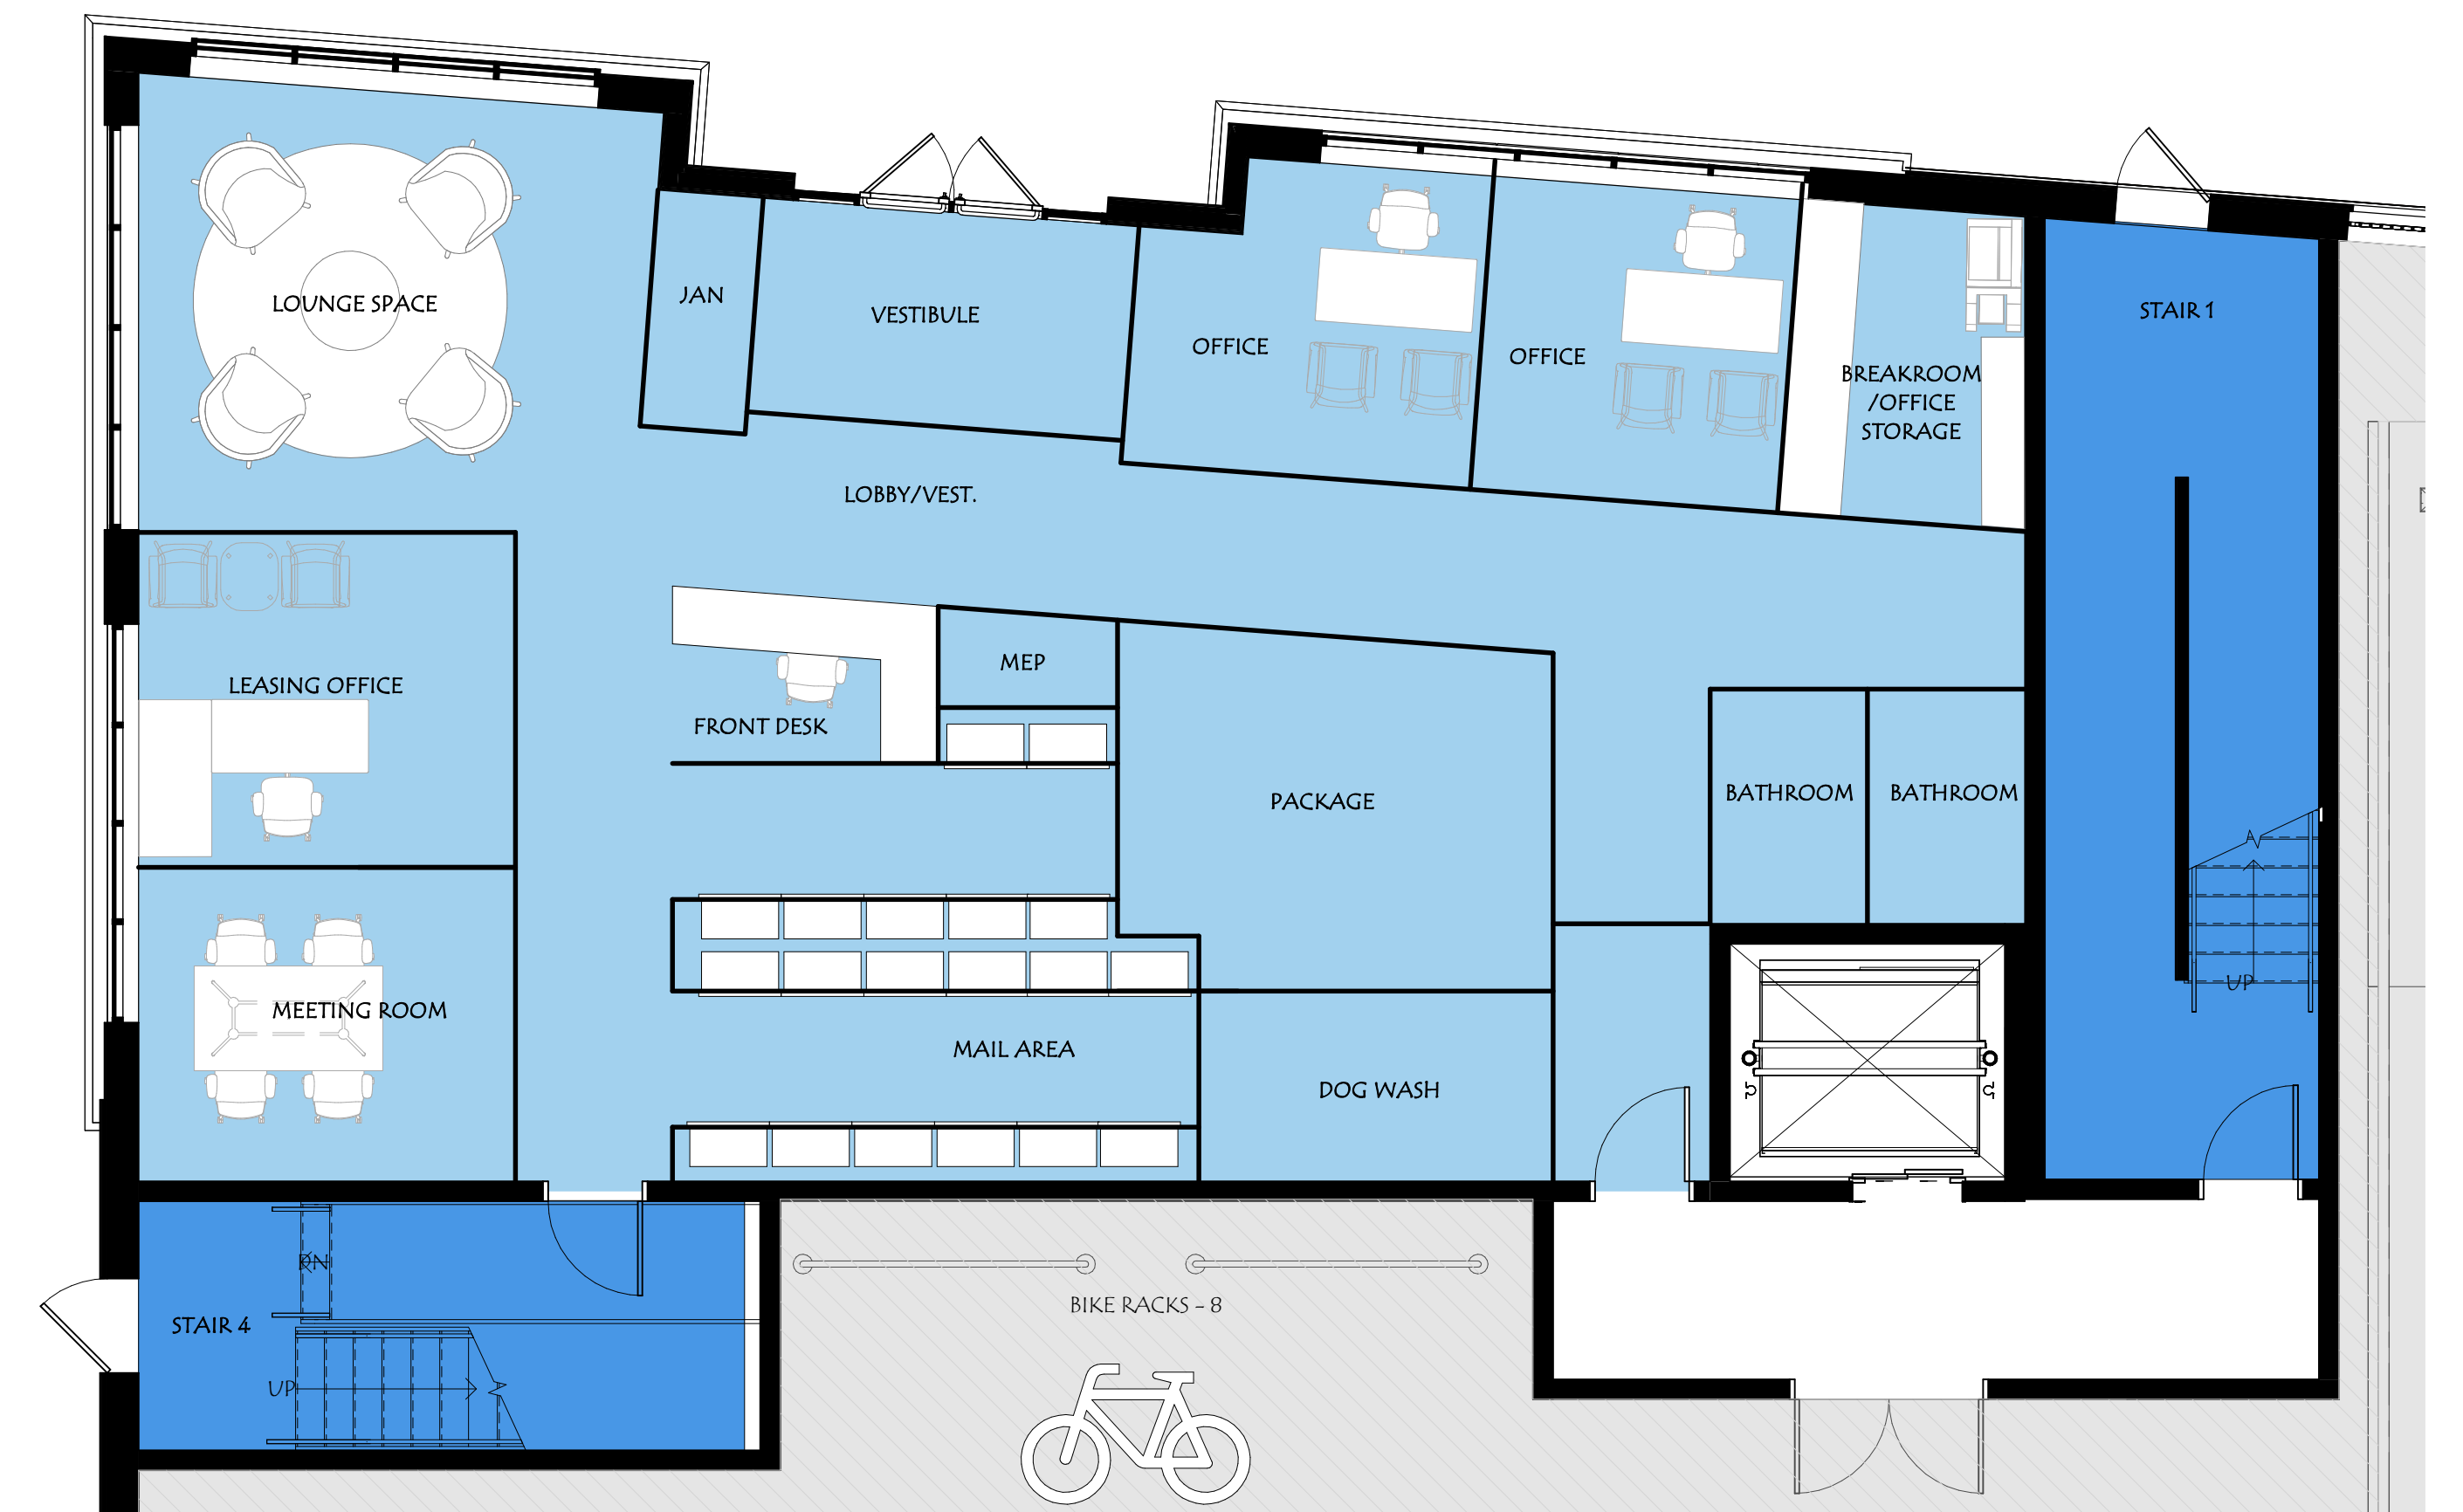 LOUNGE SPACE
JAN
VESTIBULE
OFFICE
OFFICE
BREAKROOM
/OFFICE
STORAGE
STAIR 1
LOBBY/VEST.
LEASING OFFICE
MEP
FRONT DESK
PACKAGE
BATHROOM
BATHROOM
UP
MEETING ROOM
MAIL AREA
DOG WASH
DN
STAIR 4
UP
BIKE RACKS - 8